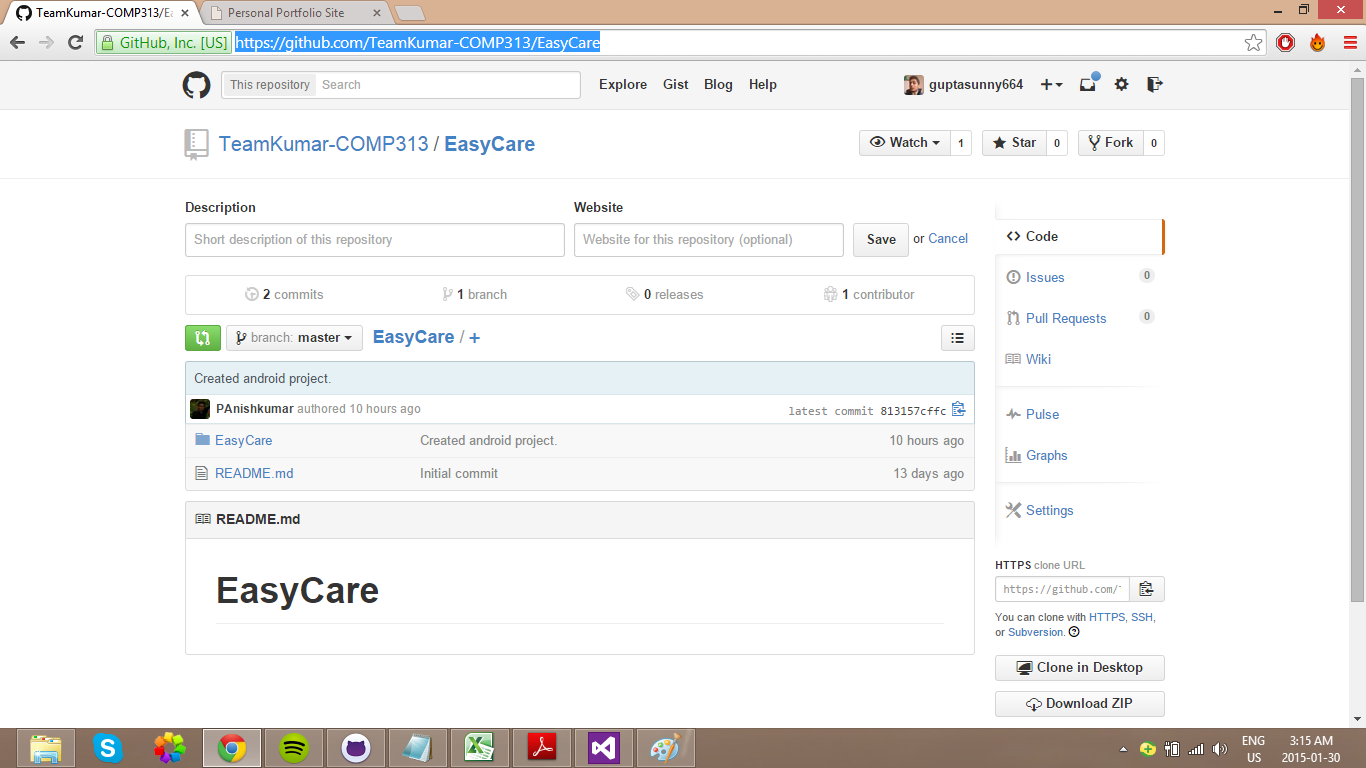 TeamKumar-COMP313/Ea
Personal Portfolio Site
GitHub, Inc. [US]
https://github.com/TeamKumar-COMP313/EasyCare
This repository
Search
Explore Gist Blog Help
guptasunny664
TeamKumar-COMP313 / EasyCare
Watch 1
Star 0
Fork 0
Description
Website
Short description of this repository
Website for this repository (optional)
Save or Cancel
2 commits
1 branch
0 releases
1 contributor
branch: master
EasyCare / +
Created android project.
PAnishkumar authored 10 hours ago
latest commit 813157cffc
EasyCare Created android project. 10 hours ago
README.md Initial commit 13 days ago
README.md
EasyCare
Code
Issues 0
Pull Requests 0
Wiki
Pulse
Graphs
Settings
HTTPS clone URL
https://github.com/
You can clone with HTTPS, SSH,
or Subversion.
Clone in Desktop
Download ZIP
ENG
US
3:15 AM
2015-01-30